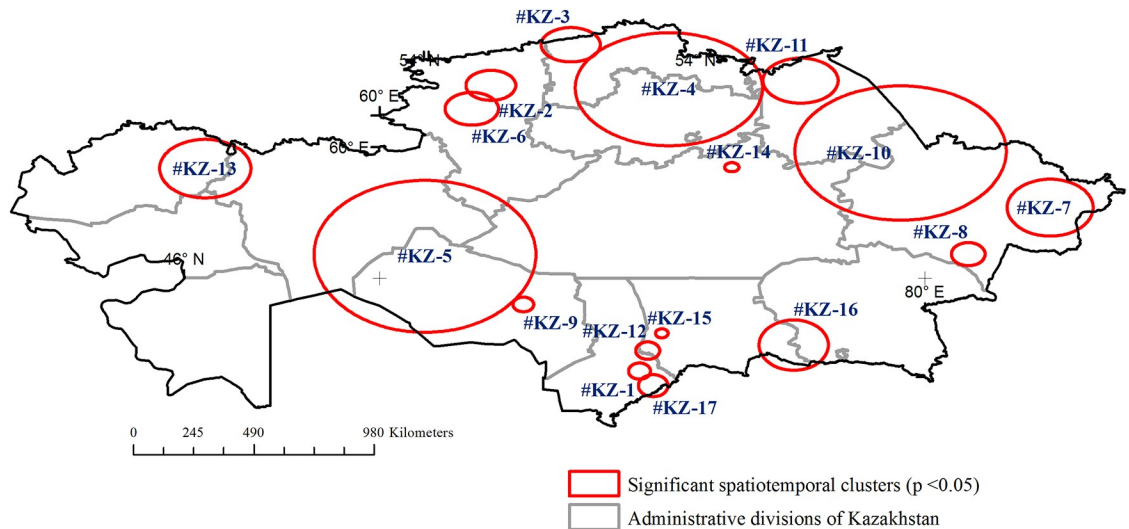 #KZ-3
#KZ-11
54° N
54° N
60° E
#KZ-4
#KZ-2
#KZ-6
66° E
#KZ-14
#KZ-10
#KZ-13
#KZ-7
#KZ-8
#KZ-5
46° N
80° E
#KZ-9
#KZ-12
#KZ-15
#KZ-16
#KZ-1
#KZ-17
0 245 490 980 Kilometers
Significant spatiotemporal clusters (p <0.05)
Administrative divisions of Kazakhstan